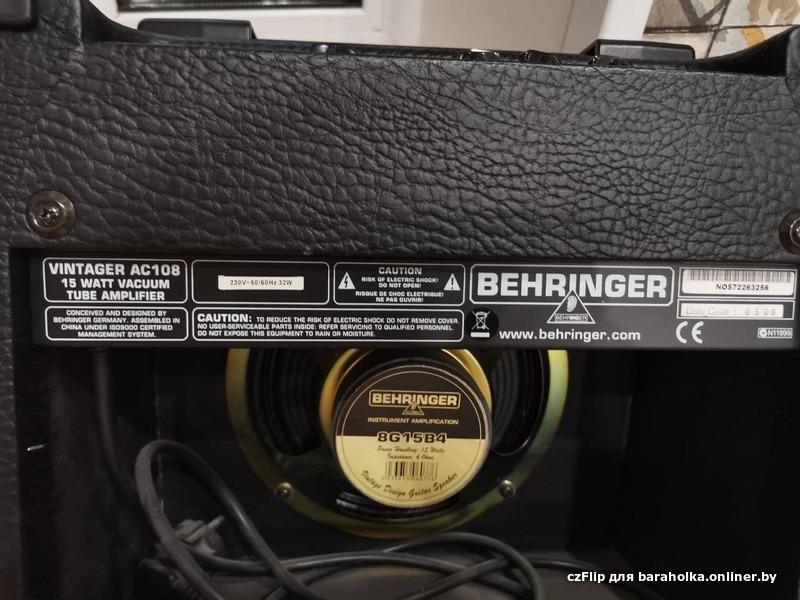 VINTAGER AC108
15 WATT VACUUM
TUBE AMPLIFIER
230V~50/60Hz 32W
CAUTION
RISK OF ELECTRIC SHOCK!
DO NOT OPEN!
RISQUE DE CHOC ELECTRIQUE!
NE PAS OUVRIR!
BEHRINGER
BEHRINGER
NO572263256
Date Code : 0506
CONCEIVED AND DESIGNED BY
BEHRINGER GERMANY. ASSEMBLED IN
CHINA UNDER ISO9000 CERTIFIED
MANAGEMENT SYSTEM.
CAUTION: TO REDUCE THE RISK OF ELECTRIC SHOCK DO NOT REMOVE COVER.
NO USER-SERVICEABLE PARTS INSIDE: REFER SERVICING TO QUALIFIED PERSONNEL.
DO NOT EXPOSE THIS EQUIPMENT TO RAIN OR MOISTURE.
www.behringer.com
CE
N11999
BEHRINGER
INSTRUMENT AMPLIFICATION
8G15B4
Power Handling: 15 Watts
Impedance: 4 Ohms
Vintage Design Guitar Speaker
czFlip для baraholka.onliner.by